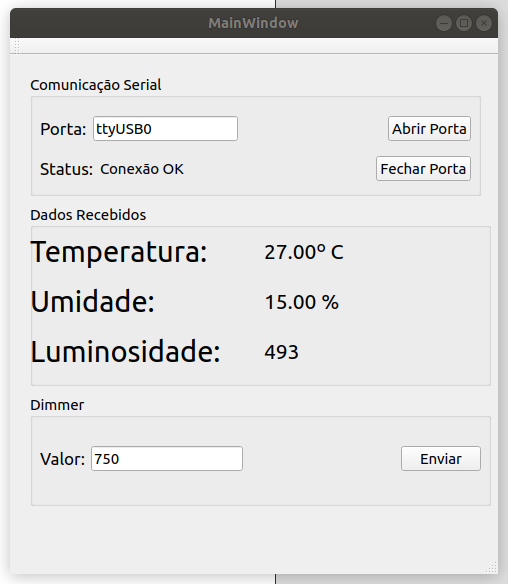 MainWindow
Comunicação Serial
Porta: ttyUSB0 Abrir Porta
Status: Conexão OK Fechar Porta
Dados Recebidos
Temperatura: 27.00º C
Umidade: 15.00 %
Luminosidade: 493
Dimmer
Valor: 750 Enviar